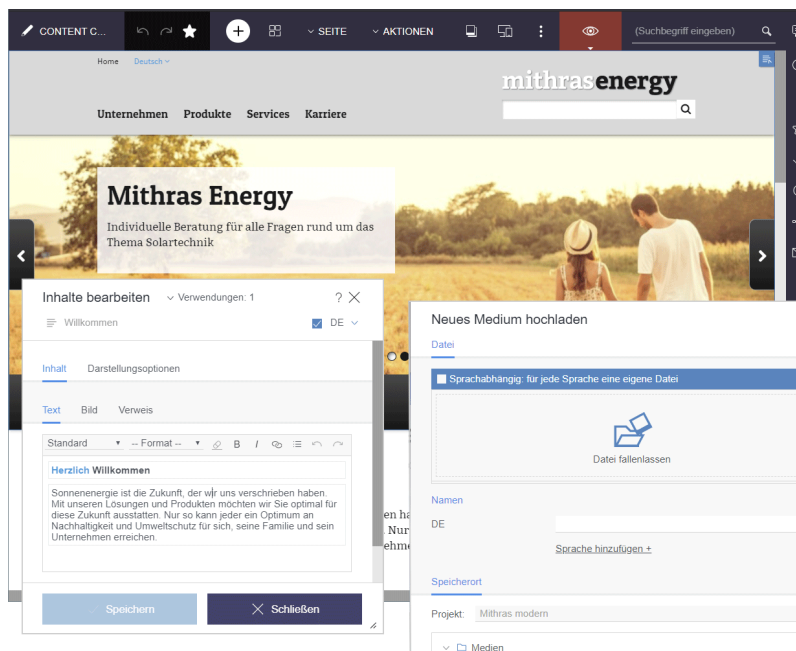 CONTENT C...
SEITE
AKTIONEN
(Suchbegriff eingeben)
Home Deutsch
mithrasenergy
Unternehmen Produkte Services Karriere
Mithras Energy
Individuelle Beratung für alle Fragen rund um das
Thema Solartechnik
Inhalte bearbeiten Verwendungen: 1 ?
Willkommen DE
Inhalt Darstellungsoptionen
Text Bild Verweis
Standard -- Format -- B I
Herzlich Willkommen
Sonnenenergie ist die Zukunft, der wir uns verschrieben haben.
Mit unseren Lösungen und Produkten möchten wir Sie optimal für
diese Zukunft ausstatten. Nur so kann jeder ein Optimum an
Nachhaltigkeit und Umweltschutz für sich, seine Familie und sein
Unternehmen erreichen.
Speichern Schließen
Neues Medium hochladen
Datei
Sprachabhängig: für jede Sprache eine eigene Datei
Datei fallenlassen
Namen
DE
Sprache hinzufügen +
Speicherort
Projekt: Mithras modern
Medien